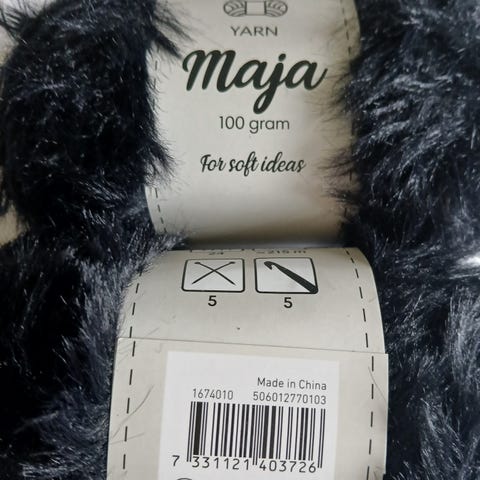 YARN
Maja
100 gram
For soft ideas
5 5
Made in China
1674010 506012770103
7 331121 403726